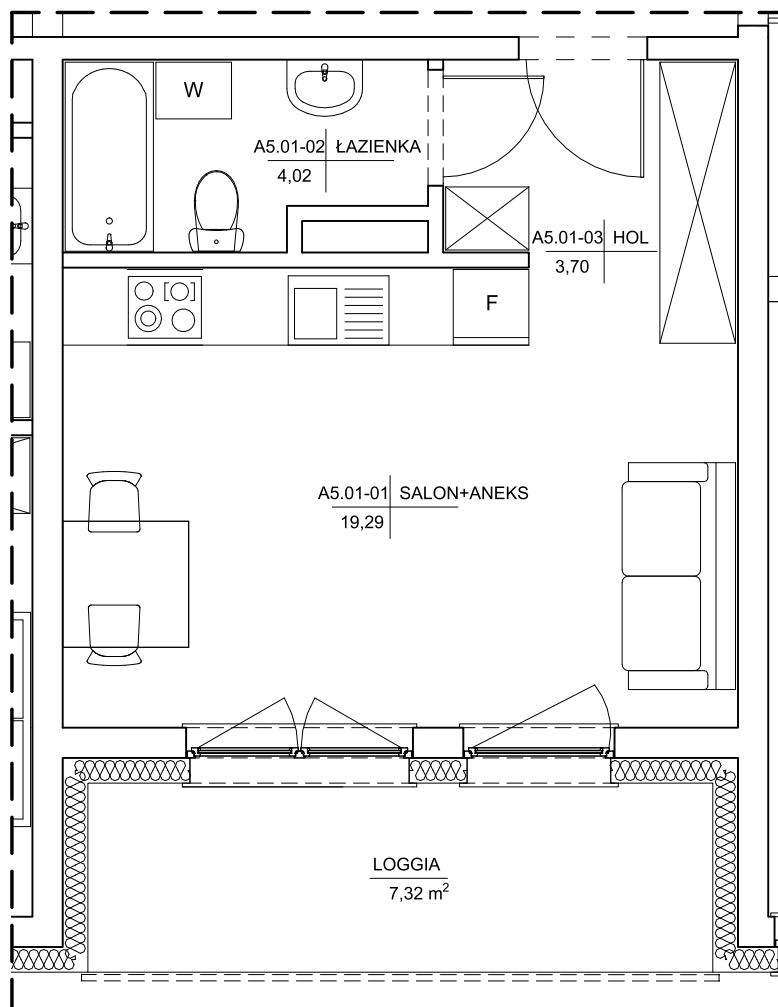 W
A5.01-02 ŁAZIENKA
4,02
A5.01-03 HOL
3,70
F
A5.01-01 SALON+ANEKS
19,29
LOGGIA
7,32 m²